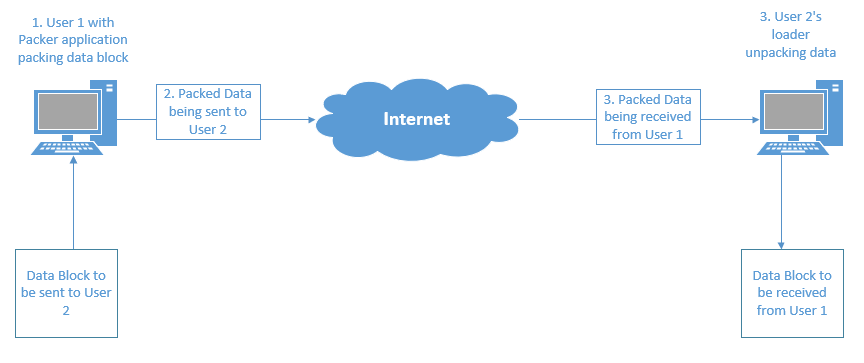 1. User 1 with
Packer application
packing data block
3. User 2's
loader
unpacking data
2. Packed Data
being sent to
User 2
Internet
3. Packed Data
being received
from User 1
Data Block to
be sent to User
2
Data Block to
be received
from User 1